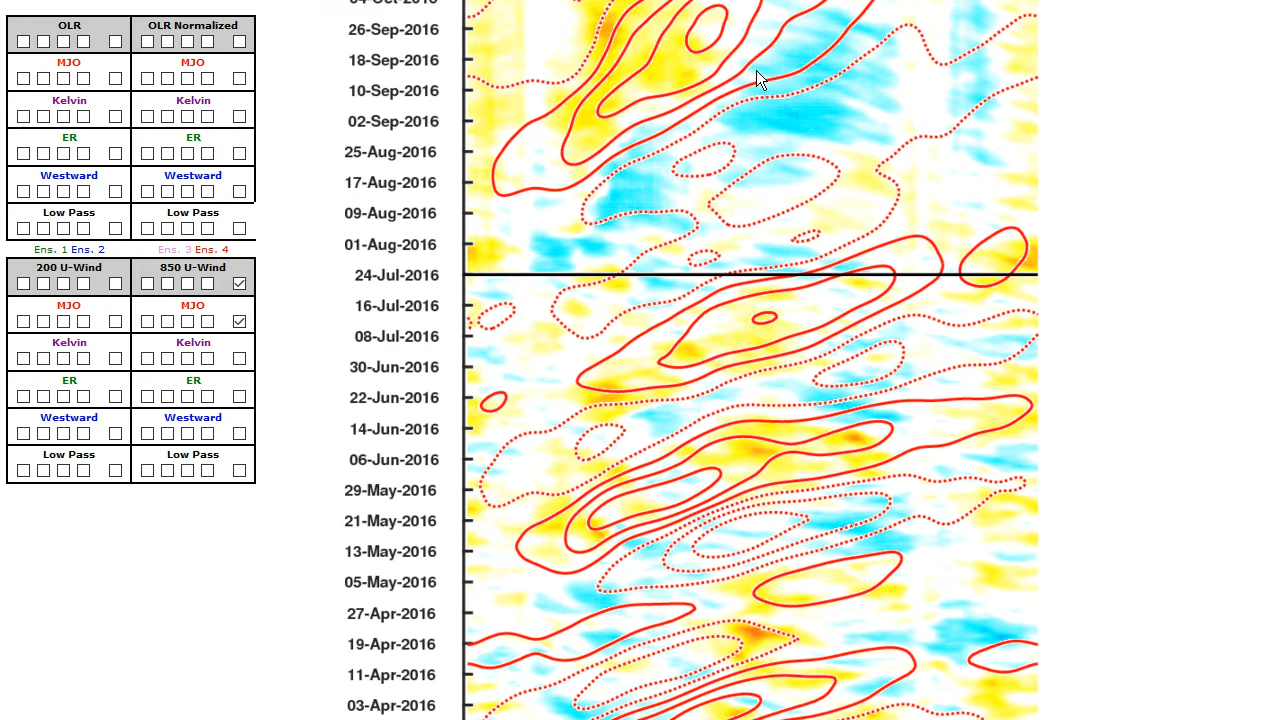 OLR OLR Normalized
MJO MJO
Kelvin Kelvin
ER ER
Westward Westward
Low Pass Low Pass
Ens. 1 Ens. 2 Ens. 3 Ens. 4
200 U-Wind 850 U-Wind
MJO MJO
Kelvin Kelvin
ER ER
Westward Westward
Low Pass Low Pass
04-Oct-2016
26-Sep-2016
18-Sep-2016
10-Sep-2016
02-Sep-2016
25-Aug-2016
17-Aug-2016
09-Aug-2016
01-Aug-2016
24-Jul-2016
16-Jul-2016
08-Jul-2016
30-Jun-2016
22-Jun-2016
14-Jun-2016
06-Jun-2016
29-May-2016
21-May-2016
13-May-2016
05-May-2016
27-Apr-2016
19-Apr-2016
11-Apr-2016
03-Apr-2016